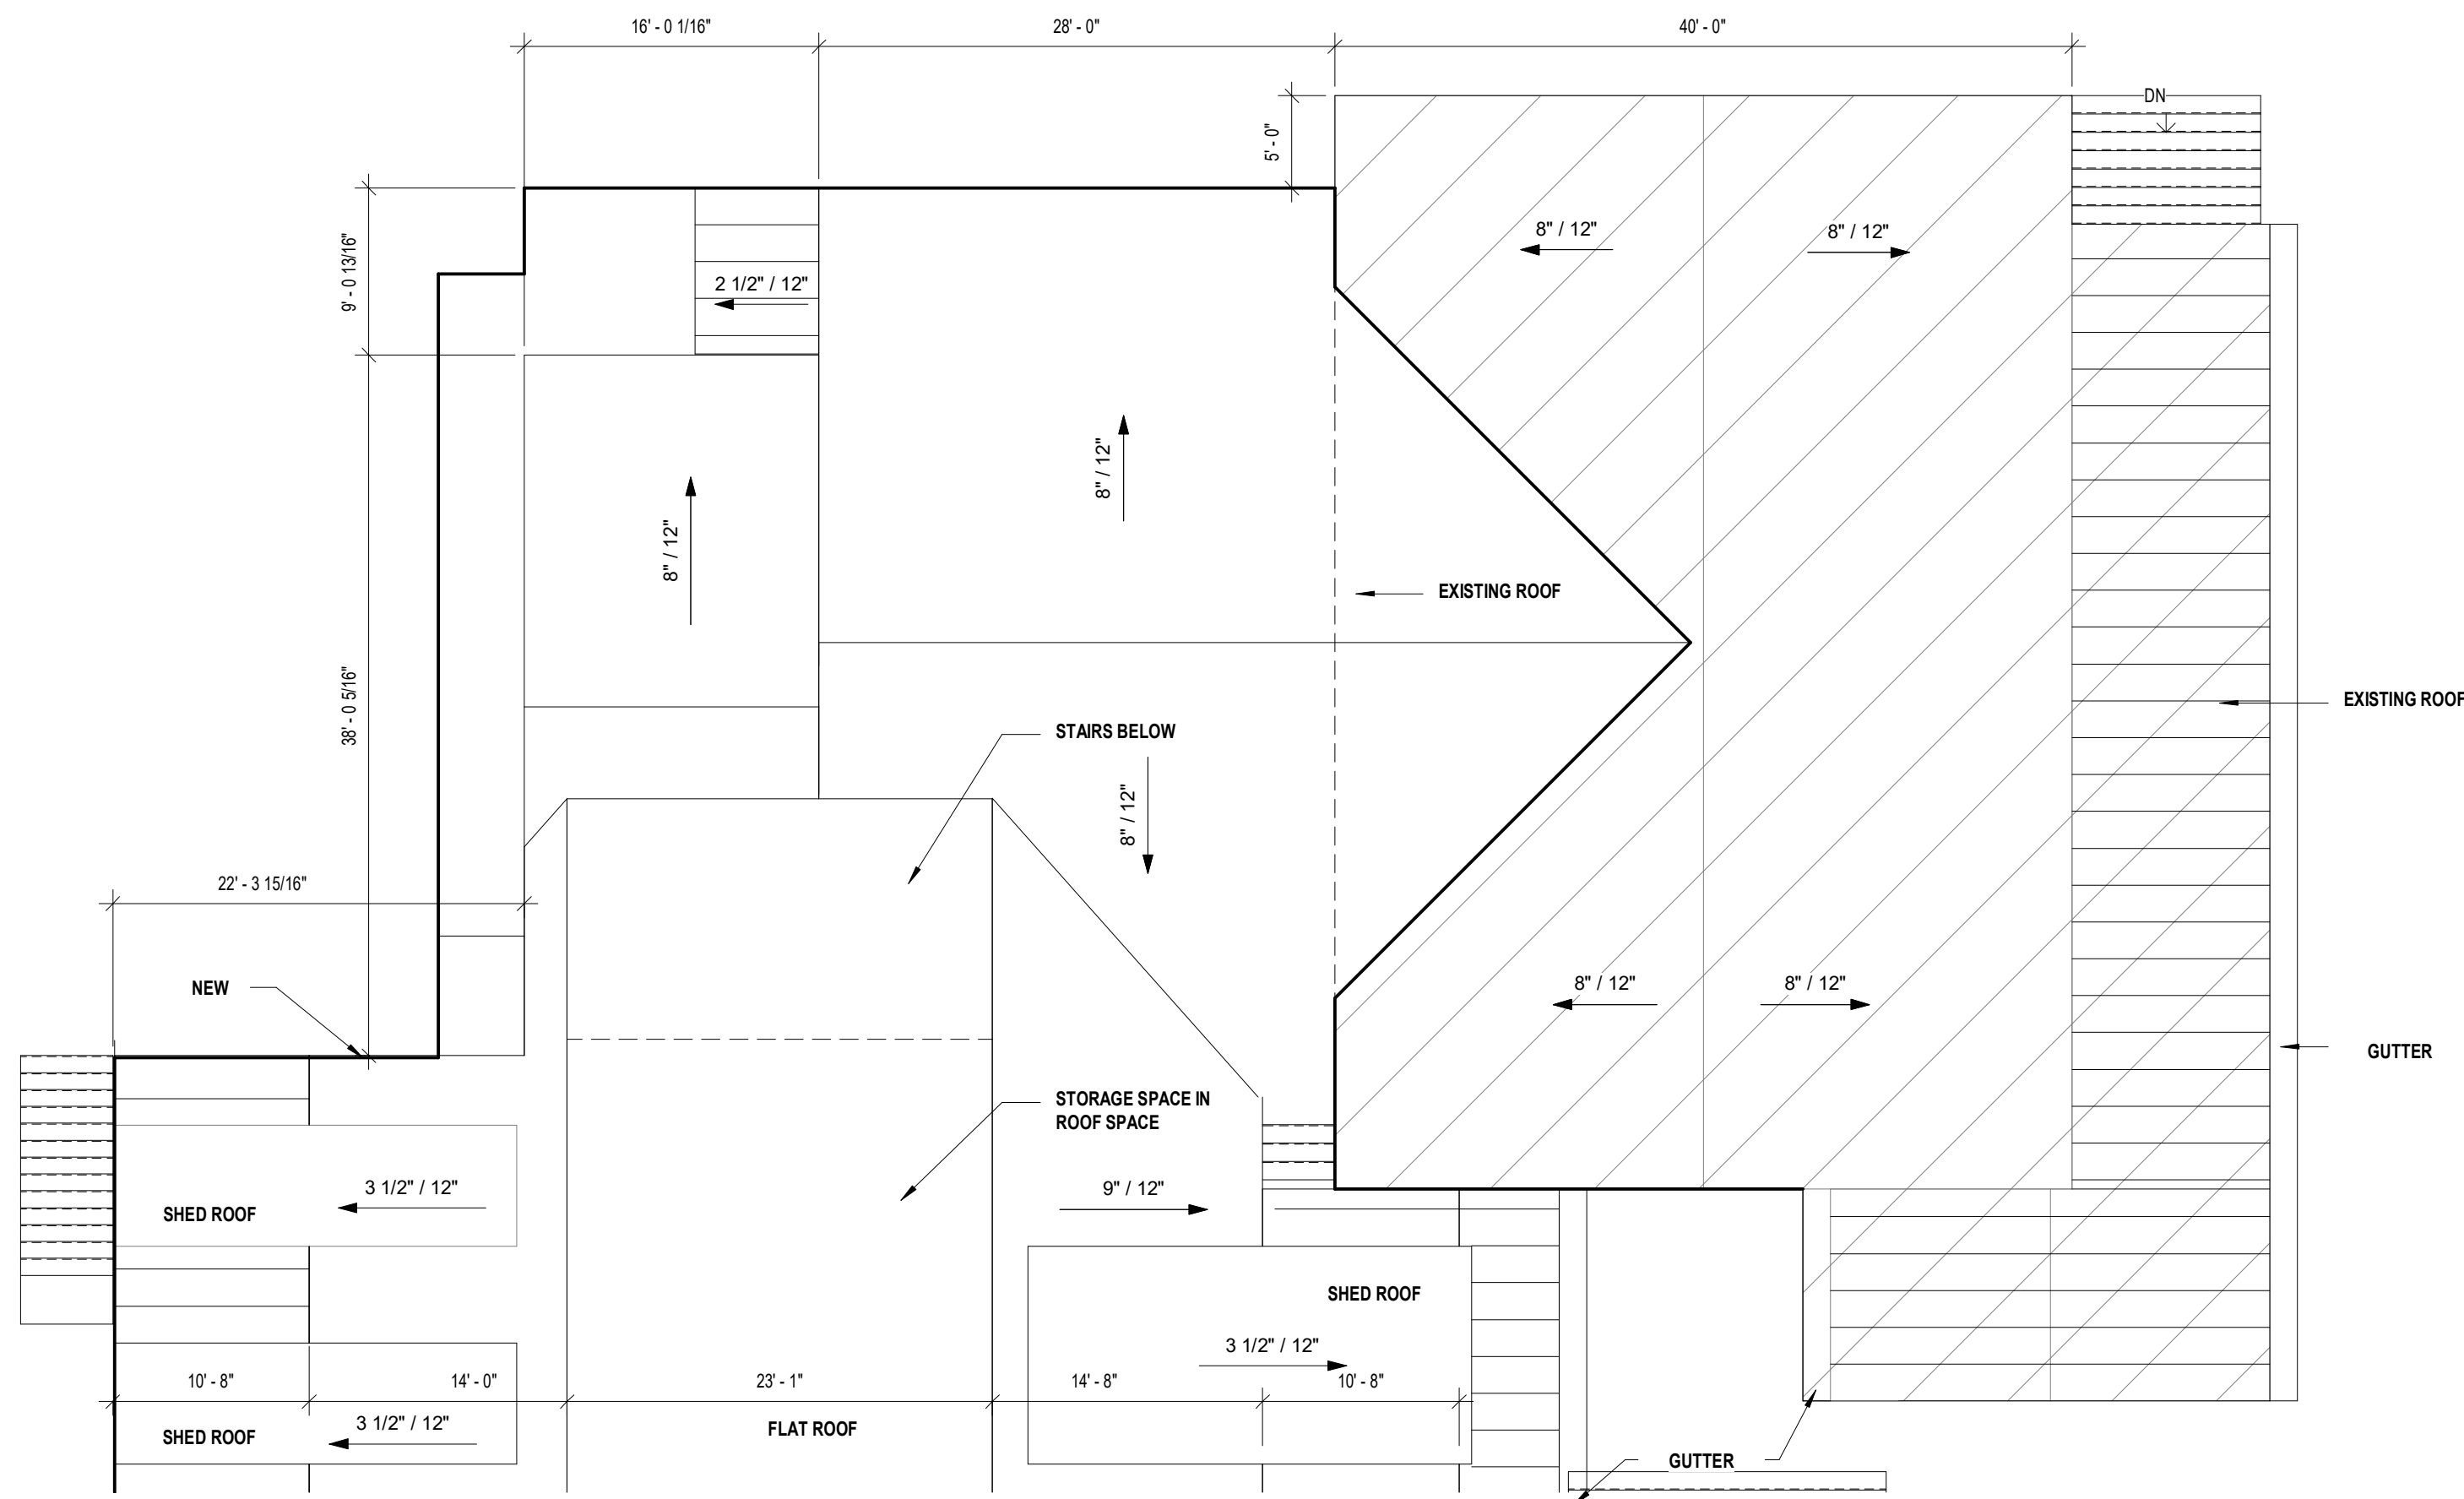 16' - 0 1/16"
28' - 0"
40' - 0"
DN
5' - 0"
8" / 12"
8" / 12"
9' - 0 13/16"
2 1/2" / 12"
8" / 12"
8" / 12"
EXISTING ROOF
38' - 0 5/16"
EXISTING ROOF
STAIRS BELOW
8" / 12"
22' - 3 15/16"
NEW
8" / 12"
8" / 12"
GUTTER
STORAGE SPACE IN
ROOF SPACE
3 1/2" / 12"
9" / 12"
SHED ROOF
SHED ROOF
3 1/2" / 12"
10' - 8"
14' - 0"
23' - 1"
14' - 8"
10' - 8"
3 1/2" / 12"
FLAT ROOF
SHED ROOF
GUTTER